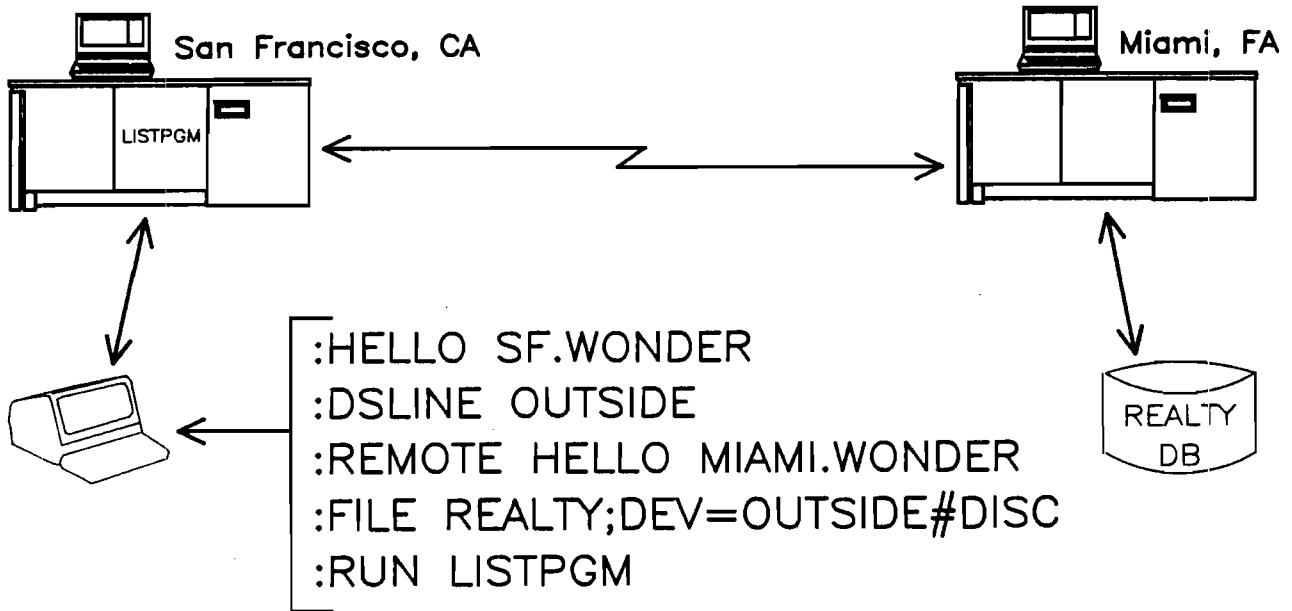 San Francisco, CA
Miami, FA
LISTPGM
:HELLO SF.WONDER
:DSLINE OUTSIDE
:REMOTE HELLO MIAMI.WONDER
:FILE REALTY;DEV=OUTSIDE#DISC
:RUN LISTPGM
REALTY
DB